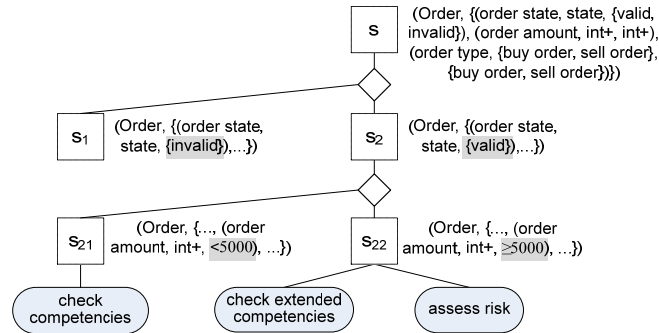 s
(Order, {(order state, state, {valid,
invalid}), (order amount, int+, int+),
(order type, {buy order, sell order},
{buy order, sell order})})
s1
(Order, {(order state,
state, {invalid}),...})
s2
(Order, {(order state,
state, {valid}),...})
s21
(Order, {..., (order
amount, int+, <5000), ...})
s22
(Order, {..., (order
amount, int+, ≥5000), ...})
check
competencies
check extended
competencies
assess risk